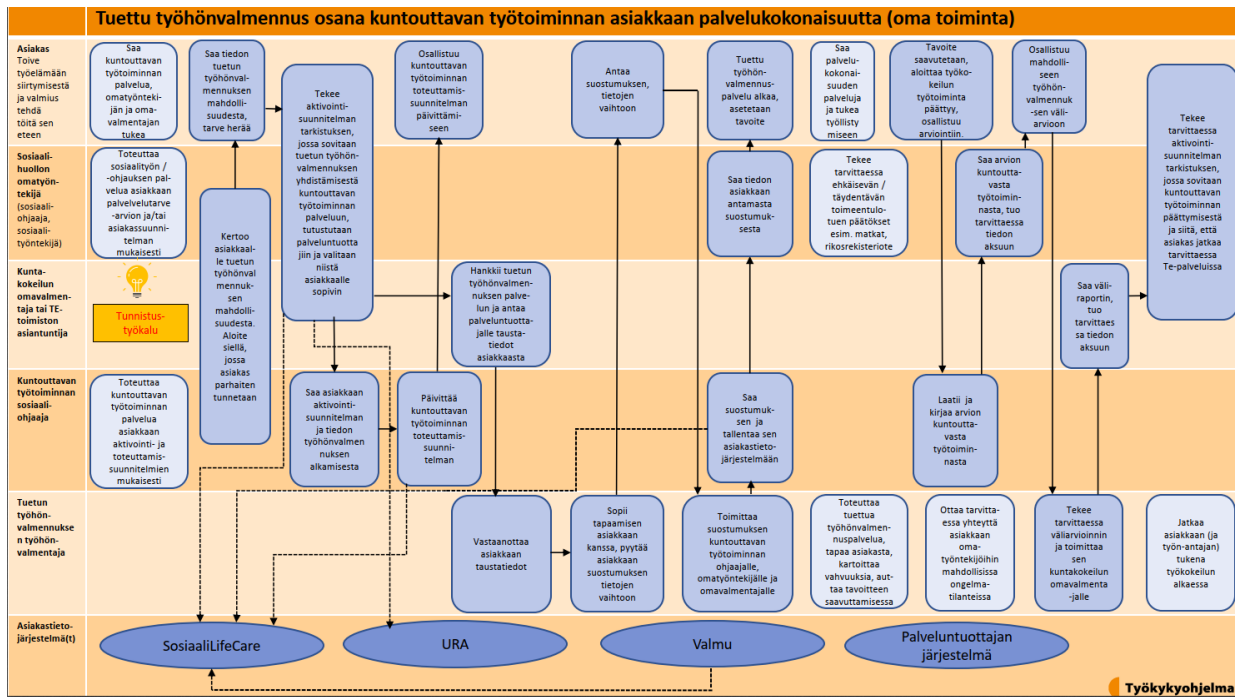 Tuettu työhönvalmennus osana kuntouttavan työtoiminnan asiakkaan palvelukokonaisuutta (oma toiminta)
Asiakas
Toive
työelämään
siirtymisestä
ja valmius
tehdä
töitä sen
eteen
Saa
kuntouttavan
työtoiminnan
palvelua,
omatyönteki-
jän ja oma-
valmentajan
tukea
Saa tiedon
tuetun
työhönval-
mennuksen
mahdolli-
suudesta,
tarve herää
Tekee
aktivointi-
suunnitelman
tarkistuksen,
jossa sovitaan
tuetun työhön-
valmennuksen
yhdistämisestä
kuntouttavan
työtoiminnan
palveluun,
tutustutaan
palveluntuotta
jiin ja valitaan
niistä
asiakkaalle
sopivin
Osallistuu
kuntouttavan
työtoiminnan
toteuttamis-
suunnitelman
päivittämi-
seen
Antaa
suostumuksen,
tietojen
vaihtoon
Tuettu
työhön-
valmennus-
palvelu alkaa,
asetetaan
tavoite
Saa
palvelu-
kokonai-
suuden
palveluja
ja tukea
työllisty
miseen
Tavoite
saavutetaan,
aloittaa työko-
keilun
työtoiminta
päättyy,
osallistuu
arviointiin.
Osallistuu
mahdolli-
seen
työhön-
valmennuk
-sen väli-
arvioon
Tekee
tarvittaessa
aktivointi-
suunnitelman
tarkistuksen,
jossa sovitaan
kuntouttavan
työtoiminnan
päättymisestä
ja siitä, että
asiakas jatkaa
tarvittaessa
Te-palveluissa
Sosiaali-
huollon
omatyön-
tekijä
(sosiaali-
ohjaaja,
sosiaali-
työntekijä)
Toteuttaa
sosiaalityön /
-ohjauksen pal-
velua asiakkaan
palvelvelutarve
-arvion ja/tai
asiakassuunni-
telman
mukaisesti
Kertoo
asiakkaal-
le tuetun
työhönval
mennuk-
sen
mahdolli-
suudesta.
Aloite
siellä,
jossa
asiakas
parhaiten
tunnetaan
Saa tiedon
asiakkaan
antamasta
suostumuk-
sesta
Tekee
tarvittaessa
ehkäisevän /
täydentävän
toimeentulo-
tuen päätökset
esim. matkat,
rikosrekisteriote
Saa arvion
kuntoutta-
vasta
työtoimin-
nasta, tuo
tarvittaessa
tiedon
aksuun
Kunta-
kokeilun
omavalmen-
taja tai TE-
toimiston
asiantuntija
Tunnistus-
työkalu
Hankkii tuetun
työhönvalmen-
nuksen palve-
lun ja antaa
palveluntuotta-
jalle tausta-
tiedot
asiakkaasta
Saa väli-
raportin,
tuo
tarvittaes
sa tiedon
aksuun
Kuntouttavan
työtoiminnan
sosiaali-
ohjaaja
Toteuttaa
kuntouttavan
työtoiminnan
palvelua
asiakkaan
aktivointi- ja
toteuttamis-
suunnitelmien
mukaisesti
Saa asiakkaan
aktivointi-
suunnitelman
ja tiedon
työhönvalmen
nuksen
alkamisesta
Päivittää
kuntouttavan
työtoiminnan
toteuttamis-
suunni-
telman
Saa
suostumuk-
sen ja
tallentaa sen
asiakastieto-
järjestelmään
Laatii ja
kirjaa arvion
kuntoutta-
vasta
työtoimin-
nasta
Tuetun
työhön-
valmennukse
n työhön-
valmentaja
Vastaanottaa
asiakkaan
taustatiedot
Sopii
tapaamisen
asiakkaan
kanssa, pyytää
asiakkaan
suostumuksen
tietojen
vaihtoon
Toimittaa
suostumuksen
kuntouttavan
työtoiminnan
ohjaajalle,
omatyöntekijälle ja
omavalmentajalle
Toteuttaa
tuettua
työhönvalmen-
nuspalvelua,
tapaa asiakasta,
kartoittaa
vahvuuksia, aut-
taa tavoitteen
saavuttamisessa
Ottaa tarvitta-
essa yhteyttä
asiakkaan
oma-
työntekijöihin
mahdollisissa
ongelma-
tilanteissa
Tekee
tarvittaessa
väliarvioinnin
ja toimittaa
sen
kuntakokeilun
omavalmenta
-jalle
Jatkaa
asiakkaan (ja
työn-antajan)
tukena
työkokeilun
alkaessa
Asiakastieto-
järjestelmä(t)
SosiaaliLifeCare
URA
Valmu
Palveluntuottajan
järjestelmä
Työkykyohjelma